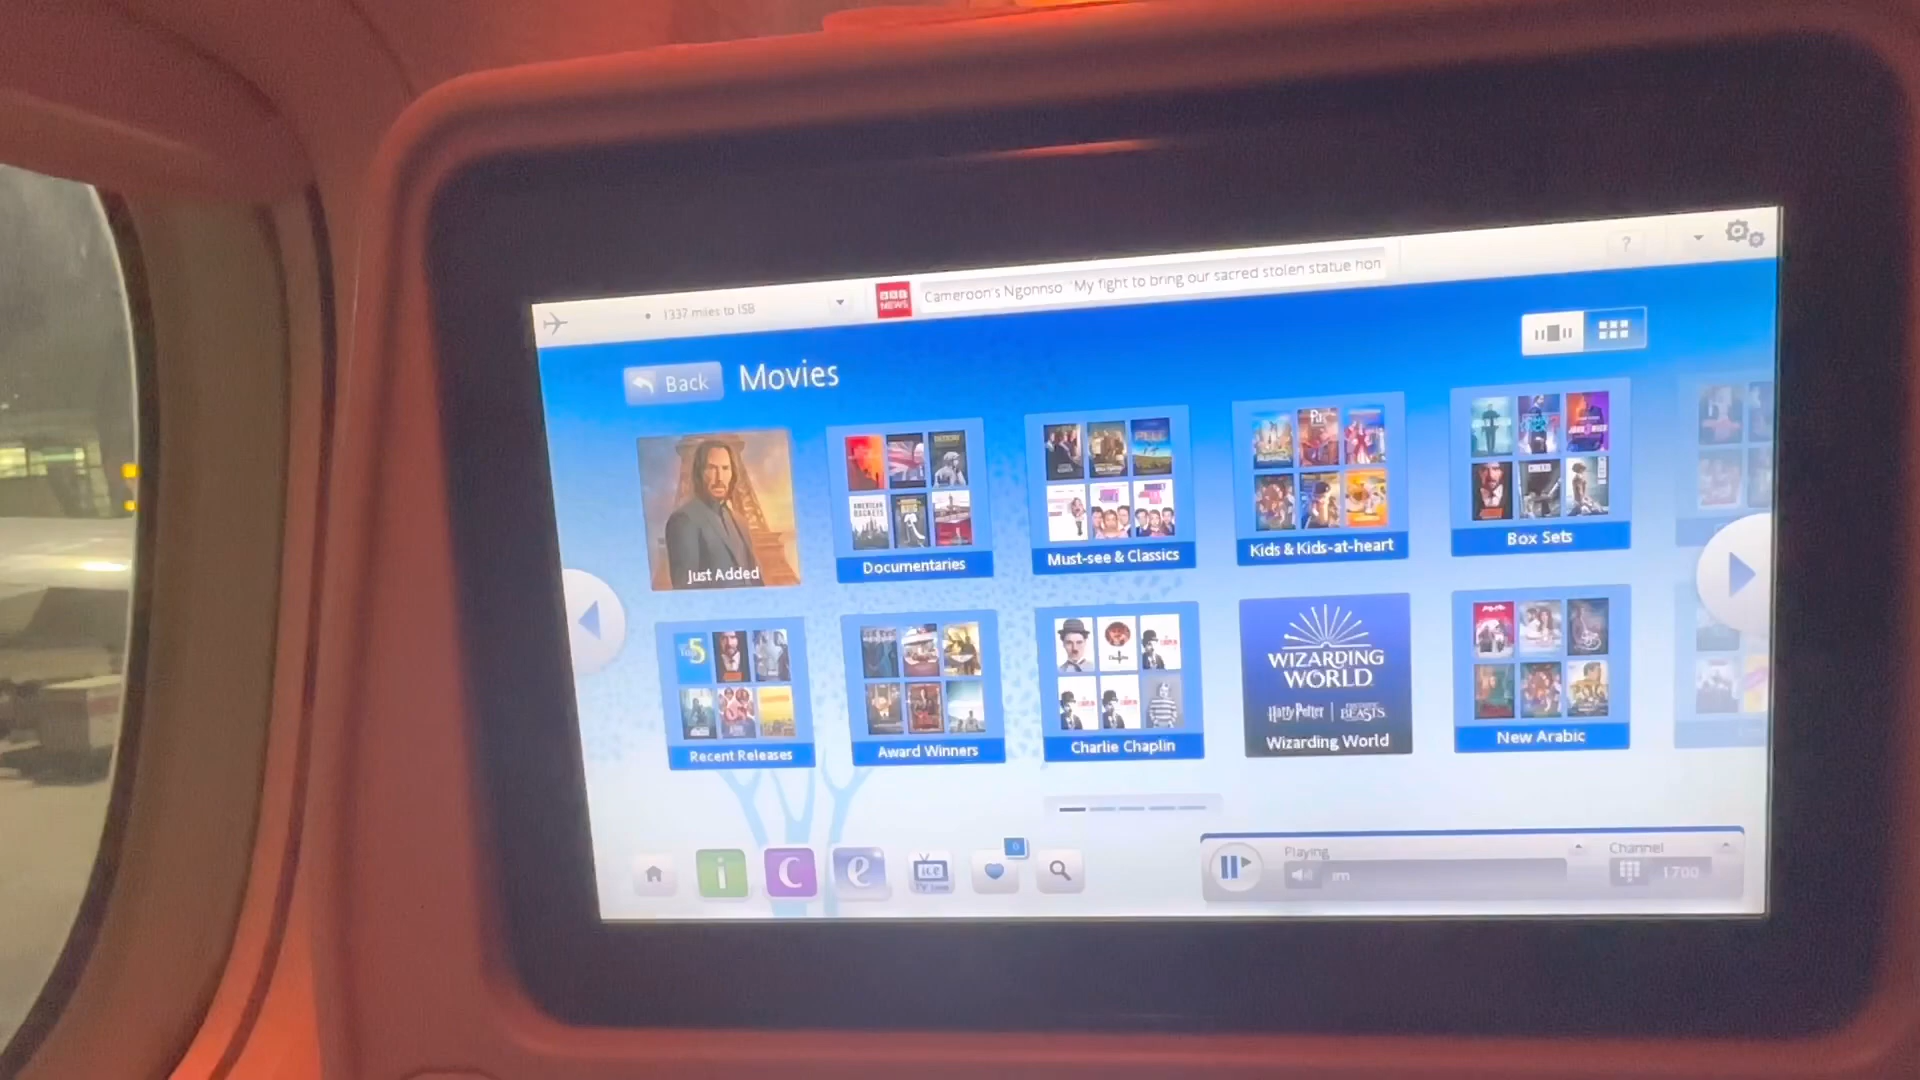 1337 miles to ISB
BBC
NEWS
Cameroon's Ngonnso 'My fight to bring our sacred stolen statue hon
?
Back
Movies
Just Added
Documentaries
Must-see & Classics
Kids & Kids-at-heart
Box Sets
WIZARDING
WORLD
Harry Potter
BEASTS
Recent Releases
Award Winners
Charlie Chaplin
Wizarding World
New Arabic
i
C
e
ice
Playing
Channel
1700